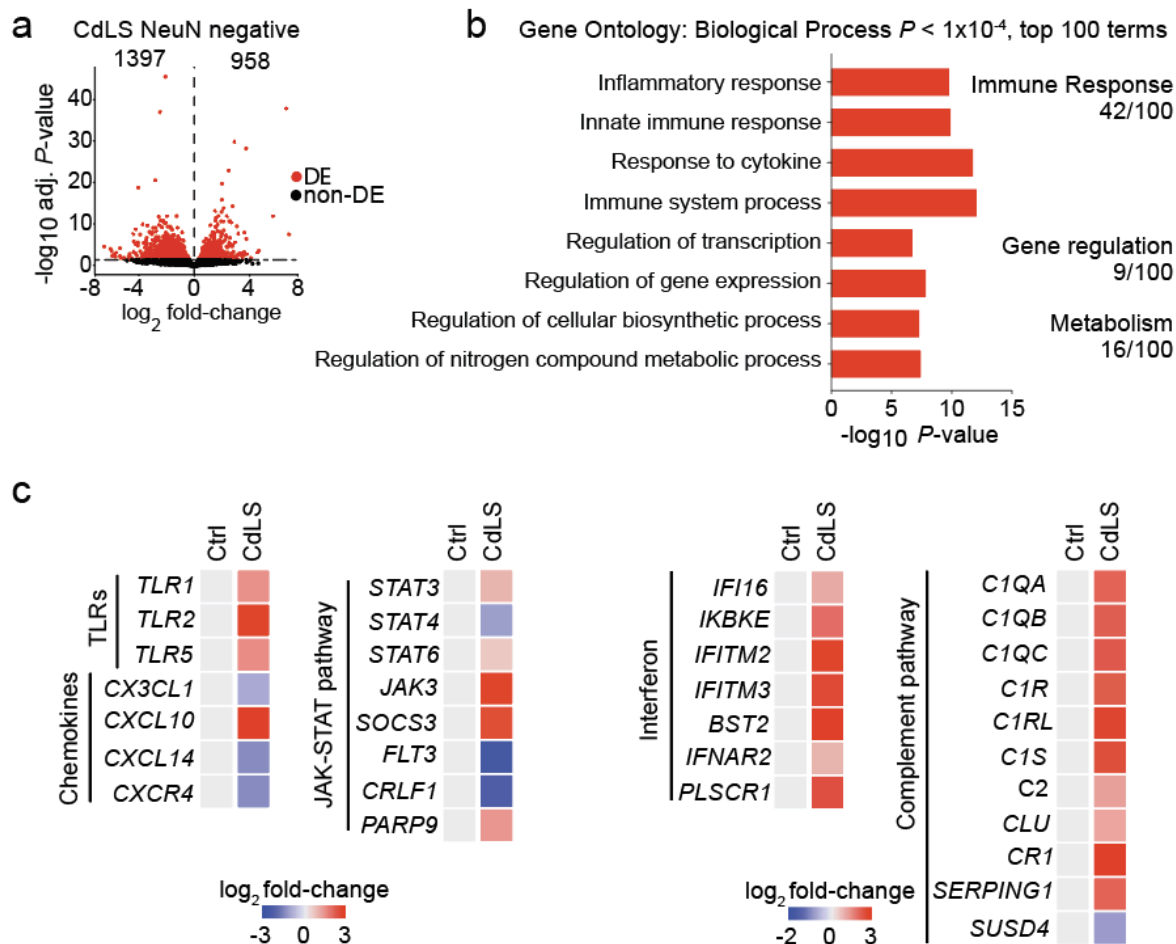 a
CdLS NeuN negative
1397 958
-log10 adj. P-value
40
30
20
10
0
-8 -4 0 4 8
log2 fold-change
DE
non-DE
b
Gene Ontology: Biological Process P < 1x10-4, top 100 terms
Inflammatory response
Innate immune response
Response to cytokine
Immune system process
Regulation of transcription
Regulation of gene expression
Regulation of cellular biosynthetic process
Regulation of nitrogen compound metabolic process
Immune Response
42/100
Gene regulation
9/100
Metabolism
16/100
0 5 10 15
-log10 P-value
c
Ctrl CdLS
TLRs
TLR1
TLR2
TLR5
Chemokines
CX3CL1
CXCL10
CXCL14
CXCR4
Ctrl CdLS
JAK-STAT pathway
STAT3
STAT4
STAT6
JAK3
SOCS3
FLT3
CRLF1
PARP9
log2 fold-change
-3 0 3
Ctrl CdLS
Interferon
IFI16
IKBKE
IFITM2
IFITM3
BST2
IFNAR2
PLSCR1
log2 fold-change
-2 0 3
Ctrl CdLS
Complement pathway
C1QA
C1QB
C1QC
C1R
C1RL
C1S
C2
CLU
CR1
SERPING1
SUSD4